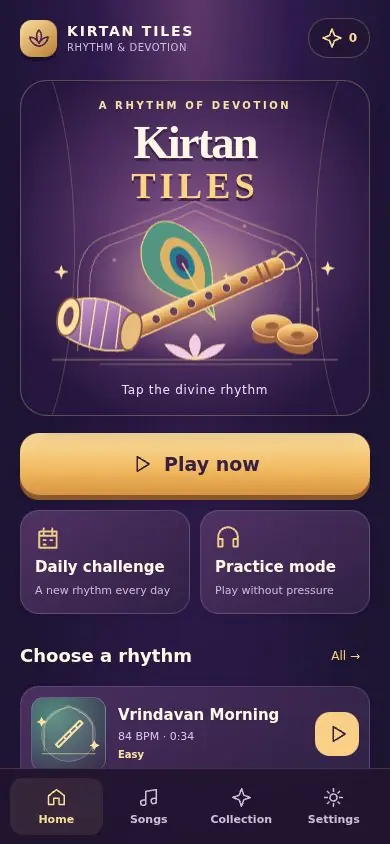 KIRTAN TILES
RHYTHM & DEVOTION
0
A RHYTHM OF DEVOTION
Kirtan
TILES
Tap the divine rhythm
Play now
Daily challenge
A new rhythm every day
Practice mode
Play without pressure
Choose a rhythm
All →
Vrindavan Morning
84 BPM · 0:34
Easy
Home
Songs
Collection
Settings